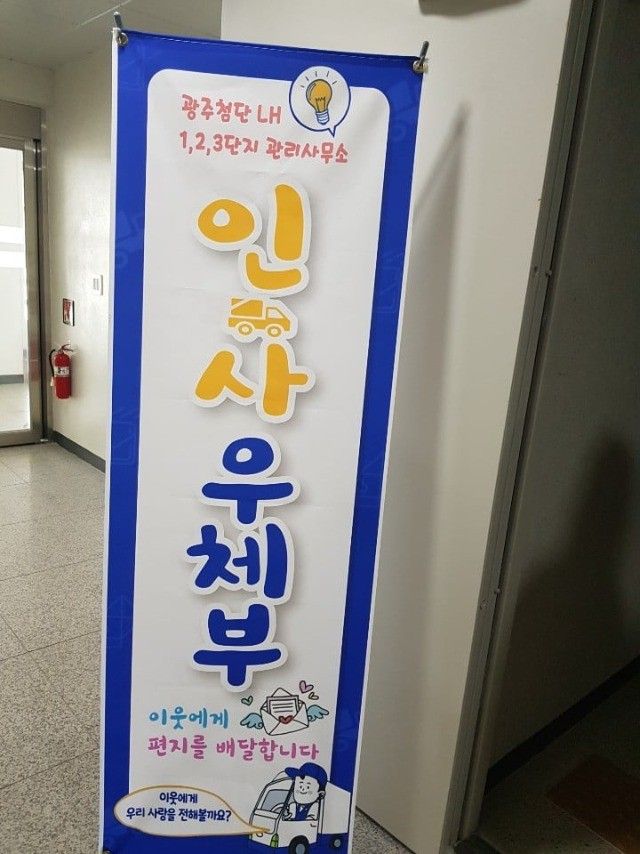 광주첨단 LH
1,2,3단지 관리사무소
인
사
우
체
부
이웃에게
편지를 배달합니다
이웃에게
우리 사랑을 전해볼까요?